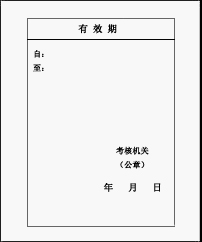 有 效 期
自：
至：
考核机关
（公章）
年 月 日